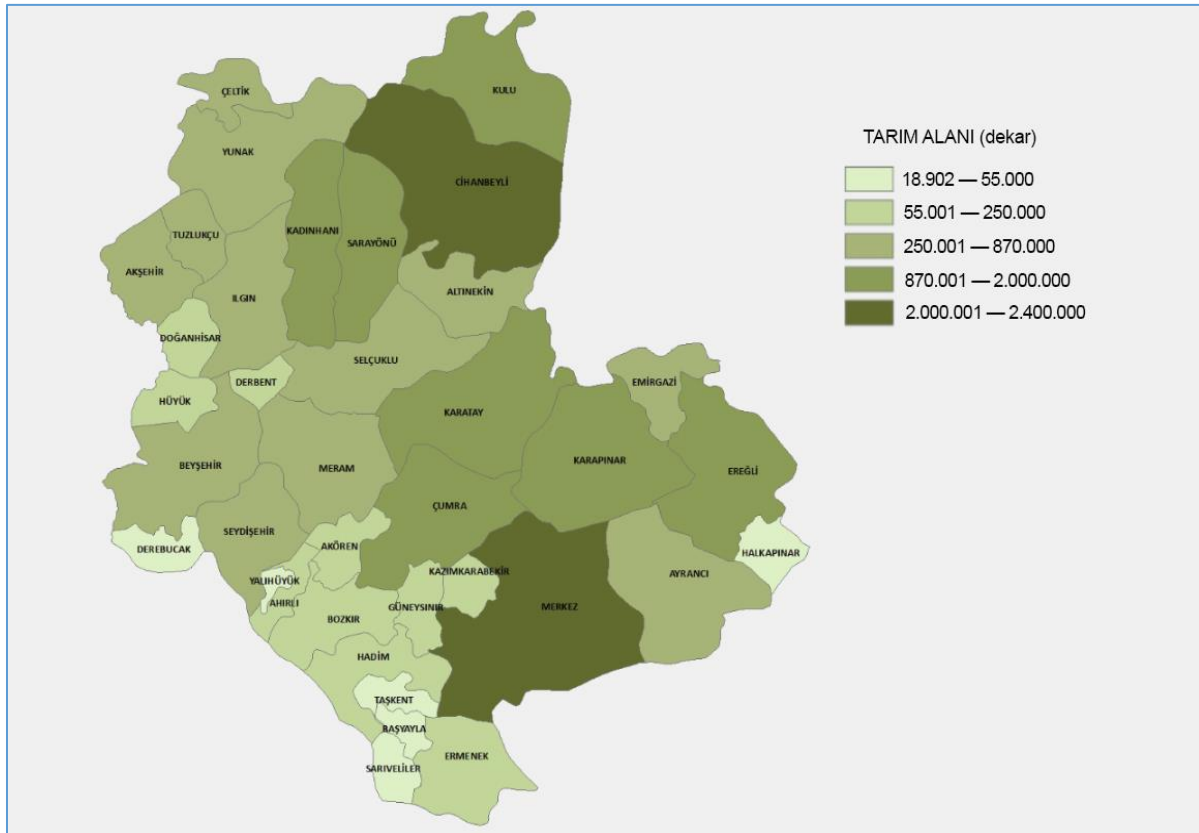 KULU
ÇELTİK
YUNAK
CİHANBEYLİ
TUZLUKÇU
KADINHANI
SARAYÖNÜ
AKŞEHİR
ILGIN
ALTINEKİN
DOĞANHİSAR
SELÇUKLU
DERBENT
EMİRGAZİ
HÜYÜK
KARATAY
BEYŞEHİR
MERAM
KARAPINAR
EREĞLİ
ÇUMRA
SEYDİŞEHİR
AKÖREN
DEREBUCAK
HALKAPINAR
KAZIMKARABEKİR
AYRANCI
YALIHÜYÜK
AHIRLI
GÜNEYSINIR
MERKEZ
BOZKIR
HADİM
TAŞKENT
BAŞYAYLA
ERMENEK
SARIVELİLER
TARIM ALANI (dekar)
18.902 — 55.000
55.001 — 250.000
250.001 — 870.000
870.001 — 2.000.000
2.000.001 — 2.400.000